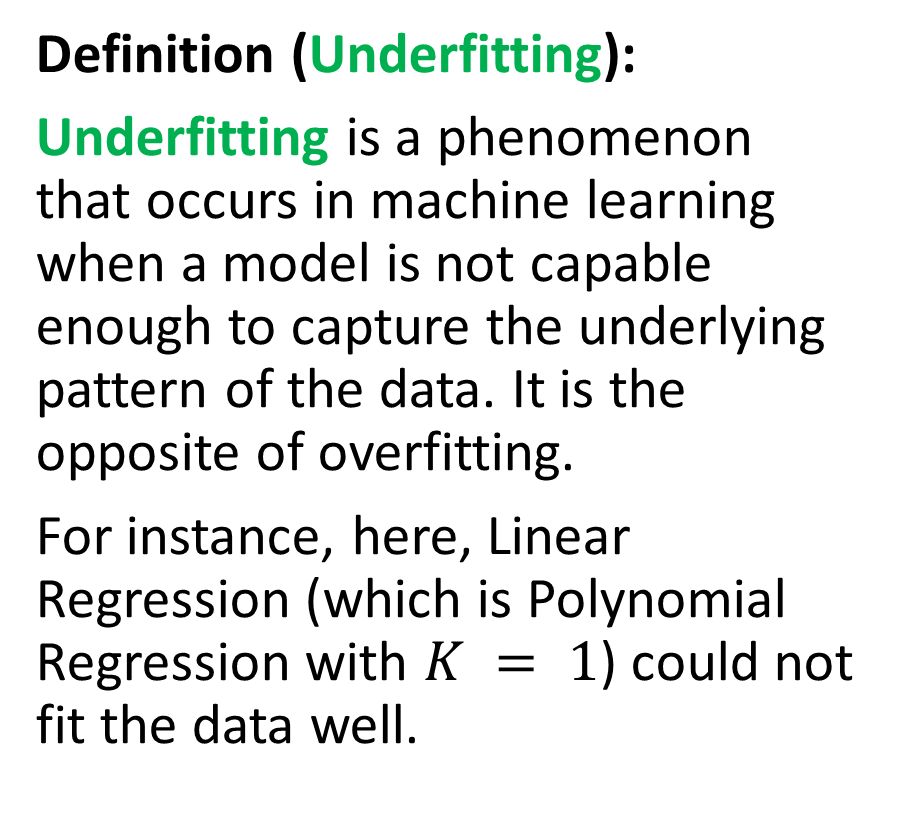 Definition (Underfitting):
Underfitting is a phenomenon
that occurs in machine learning
when a model is not capable
enough to capture the underlying
pattern of the data. It is the
opposite of overfitting.
For instance, here, Linear
Regression (which is Polynomial
Regression with K = 1) could not
fit the data well.